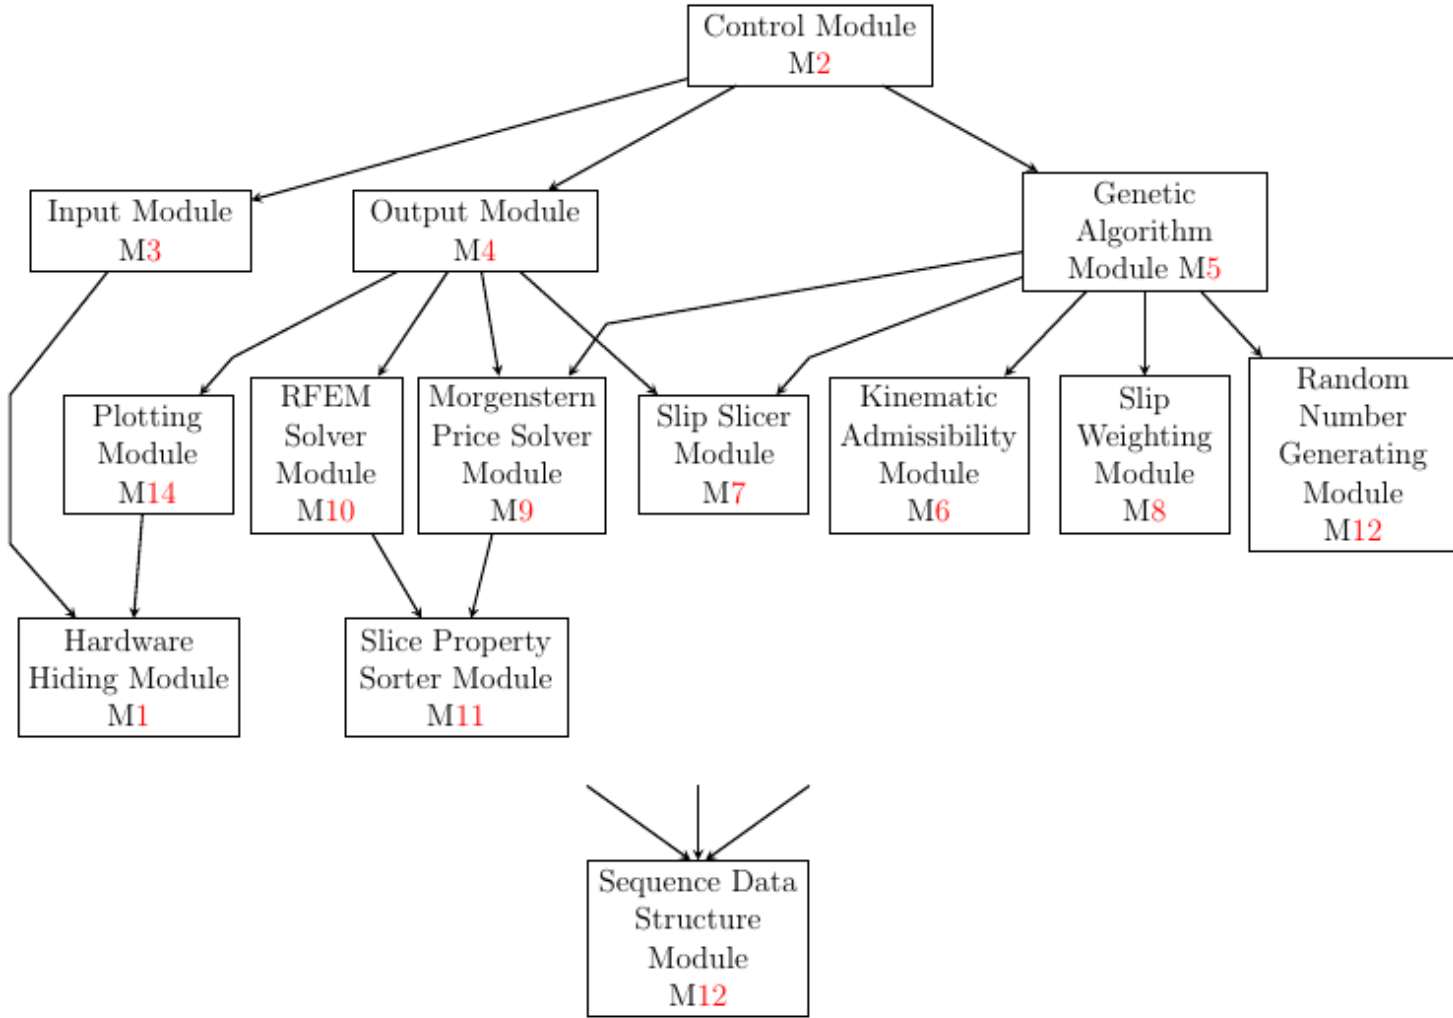 Control Module
M2
Input Module
M3
Output Module
M4
Genetic
Algorithm
Module M5
Plotting
Module
M14
RFEM
Solver
Module
M10
Morgenstern
Price Solver
Module
M9
Slip Slicer
Module
M7
Kinematic
Admissibility
Module
M6
Slip
Weighting
Module
M8
Random
Number
Generating
Module
M12
Hardware
Hiding Module
M1
Slice Property
Sorter Module
M11
Sequence Data
Structure
Module
M12